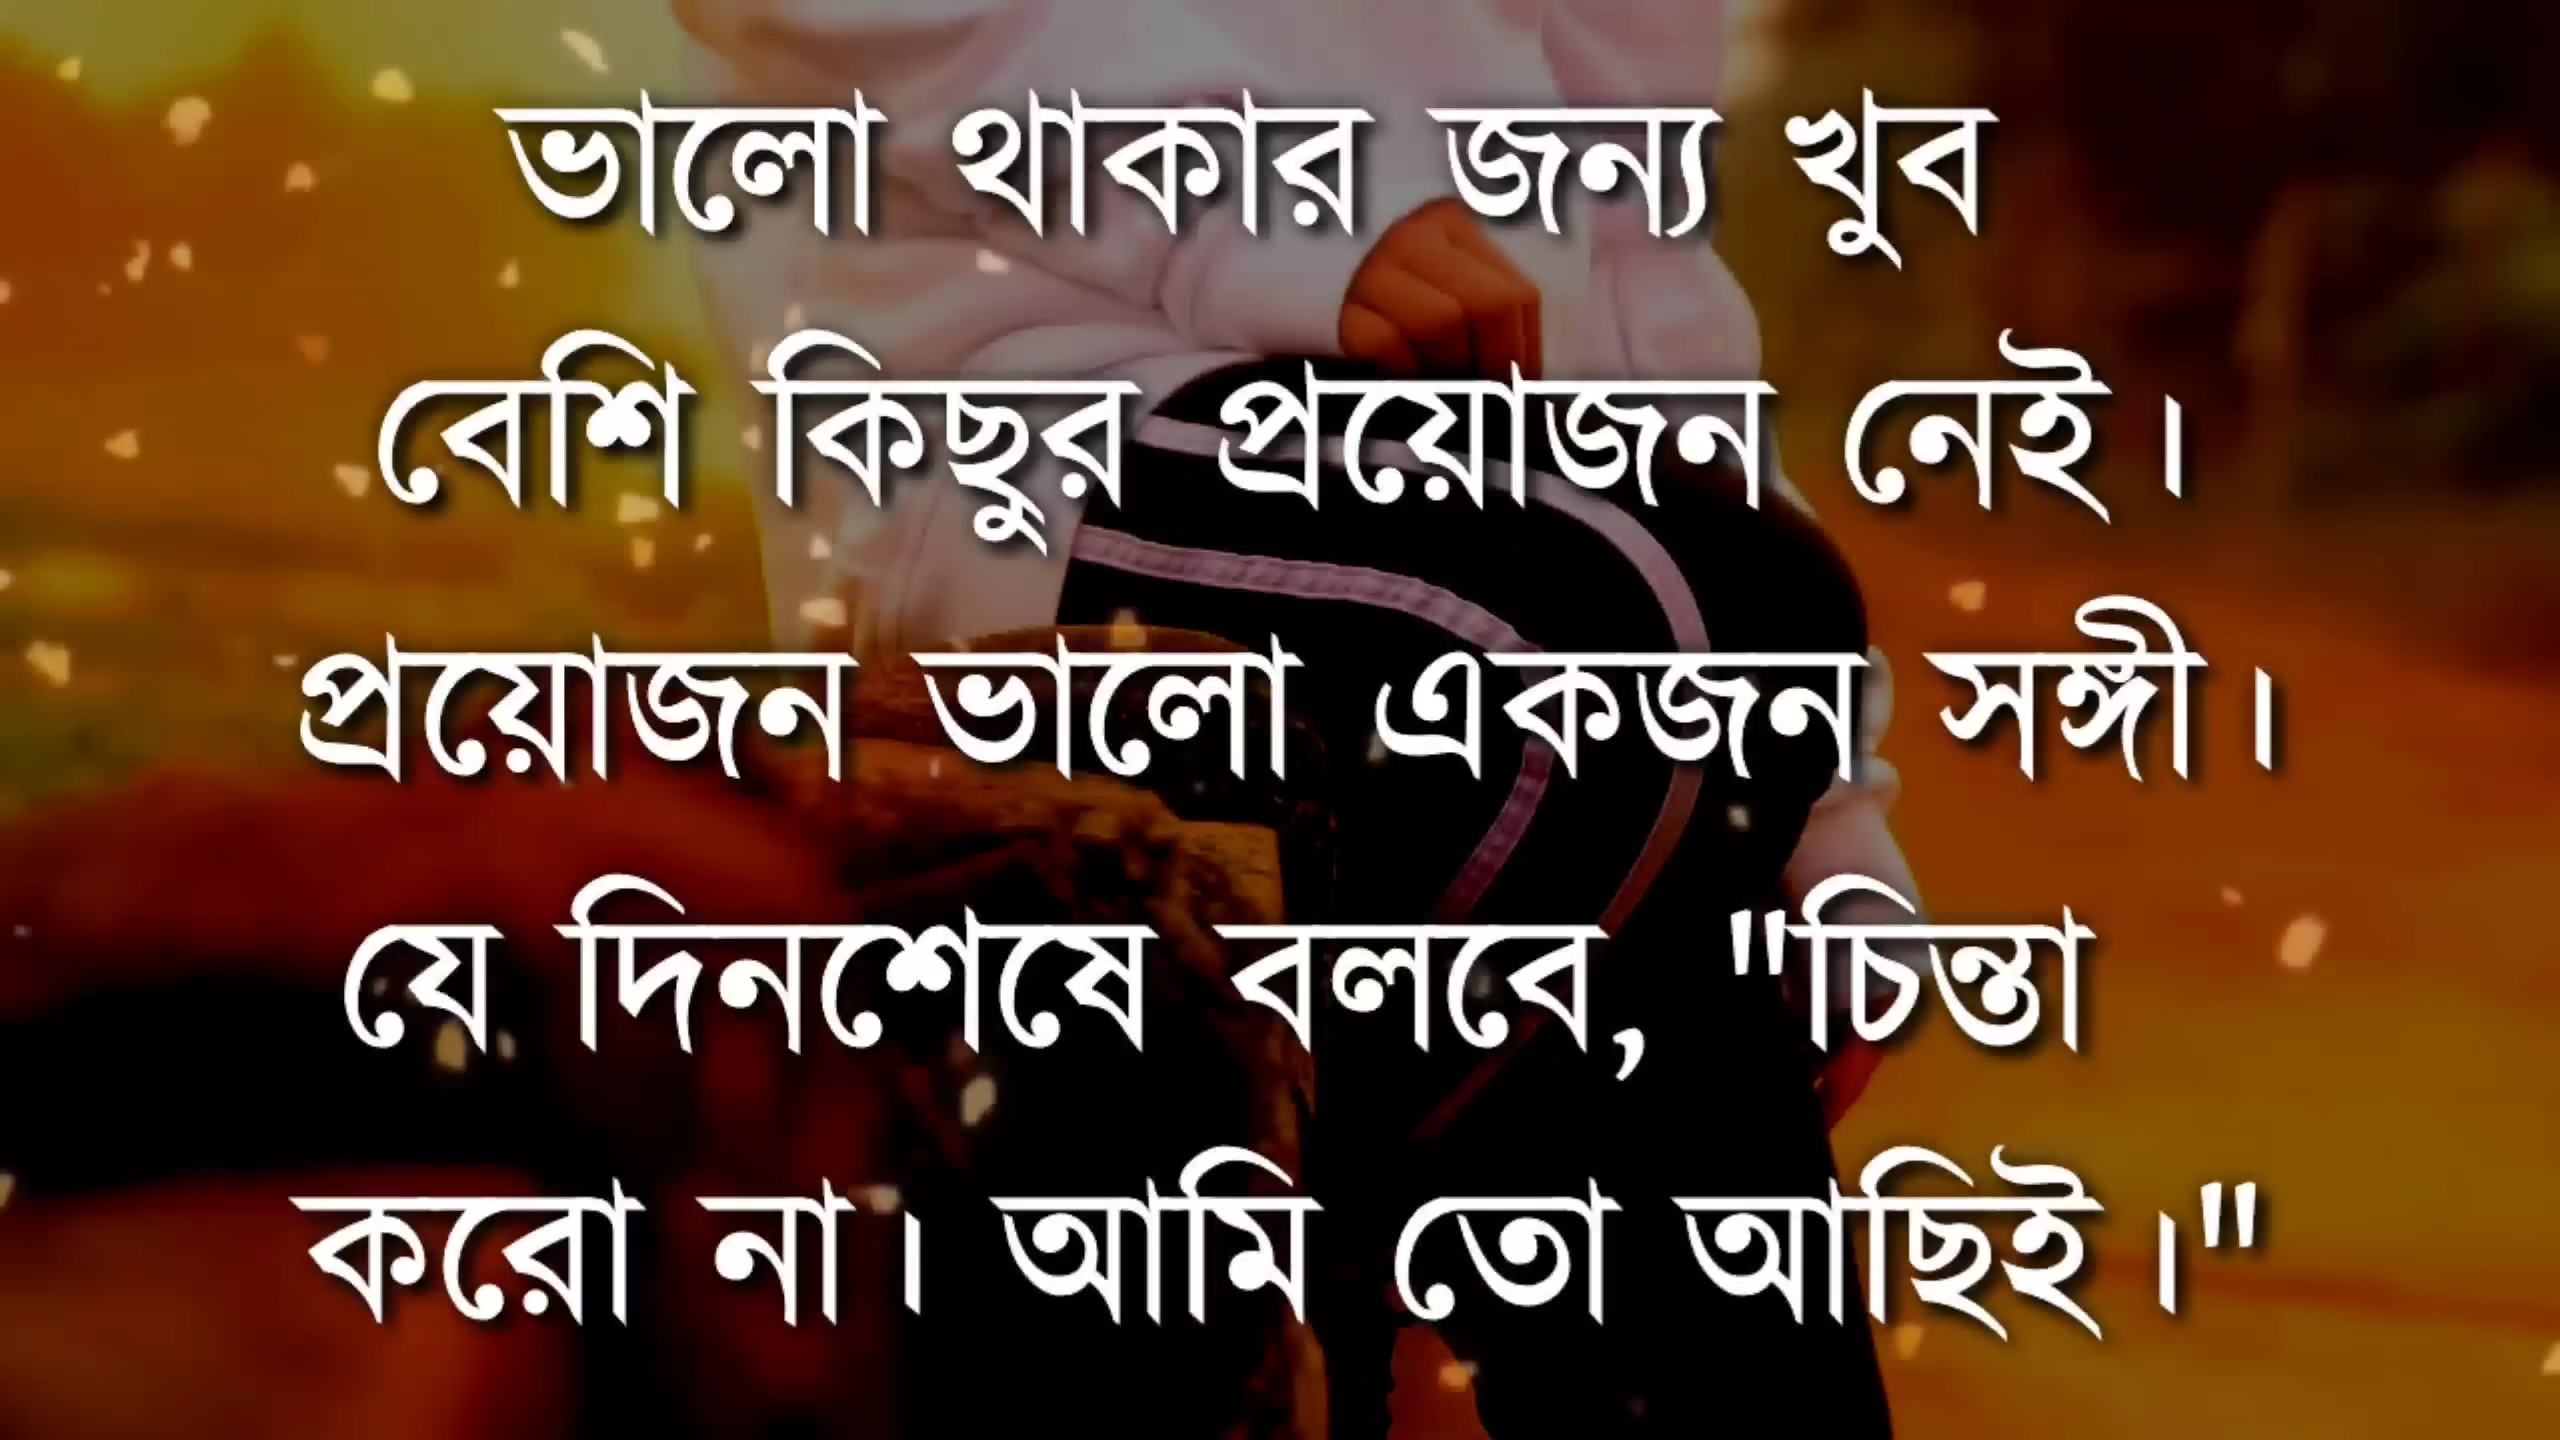 ভালো থাকার জন্য খুব
বেশি কিছুর প্রয়োজন নেই।
প্রয়োজন ভালো একজন সঙ্গী।
যে দিনশেষে বলবে, "চিন্তা
করো না। আমি তো আছিই।"